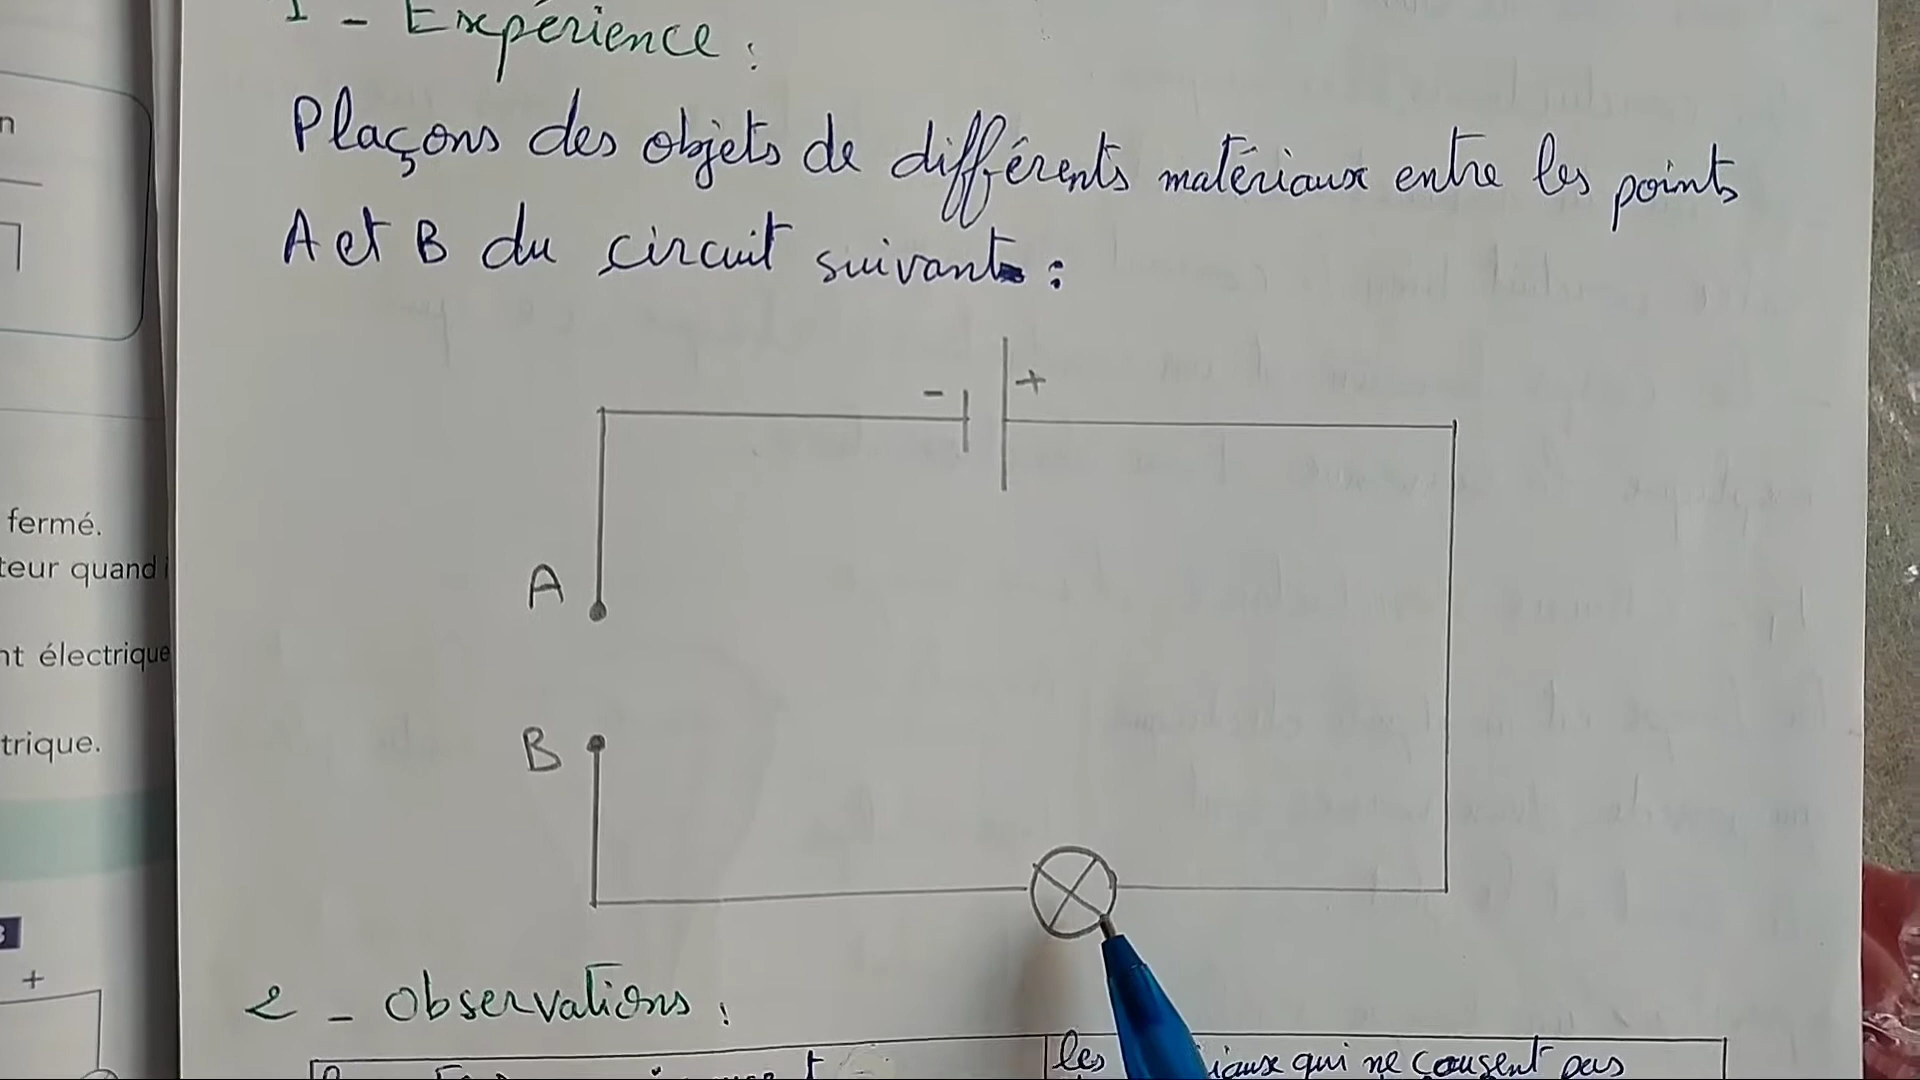 1 - Expérience :
Plaçons des objets de différents matériaux entre les points
A et B du circuit suivant :
- +
A
B
2 - Observations :
les
qui ne pas
n
fermé.
teur quand
nt électrique
trique.
+